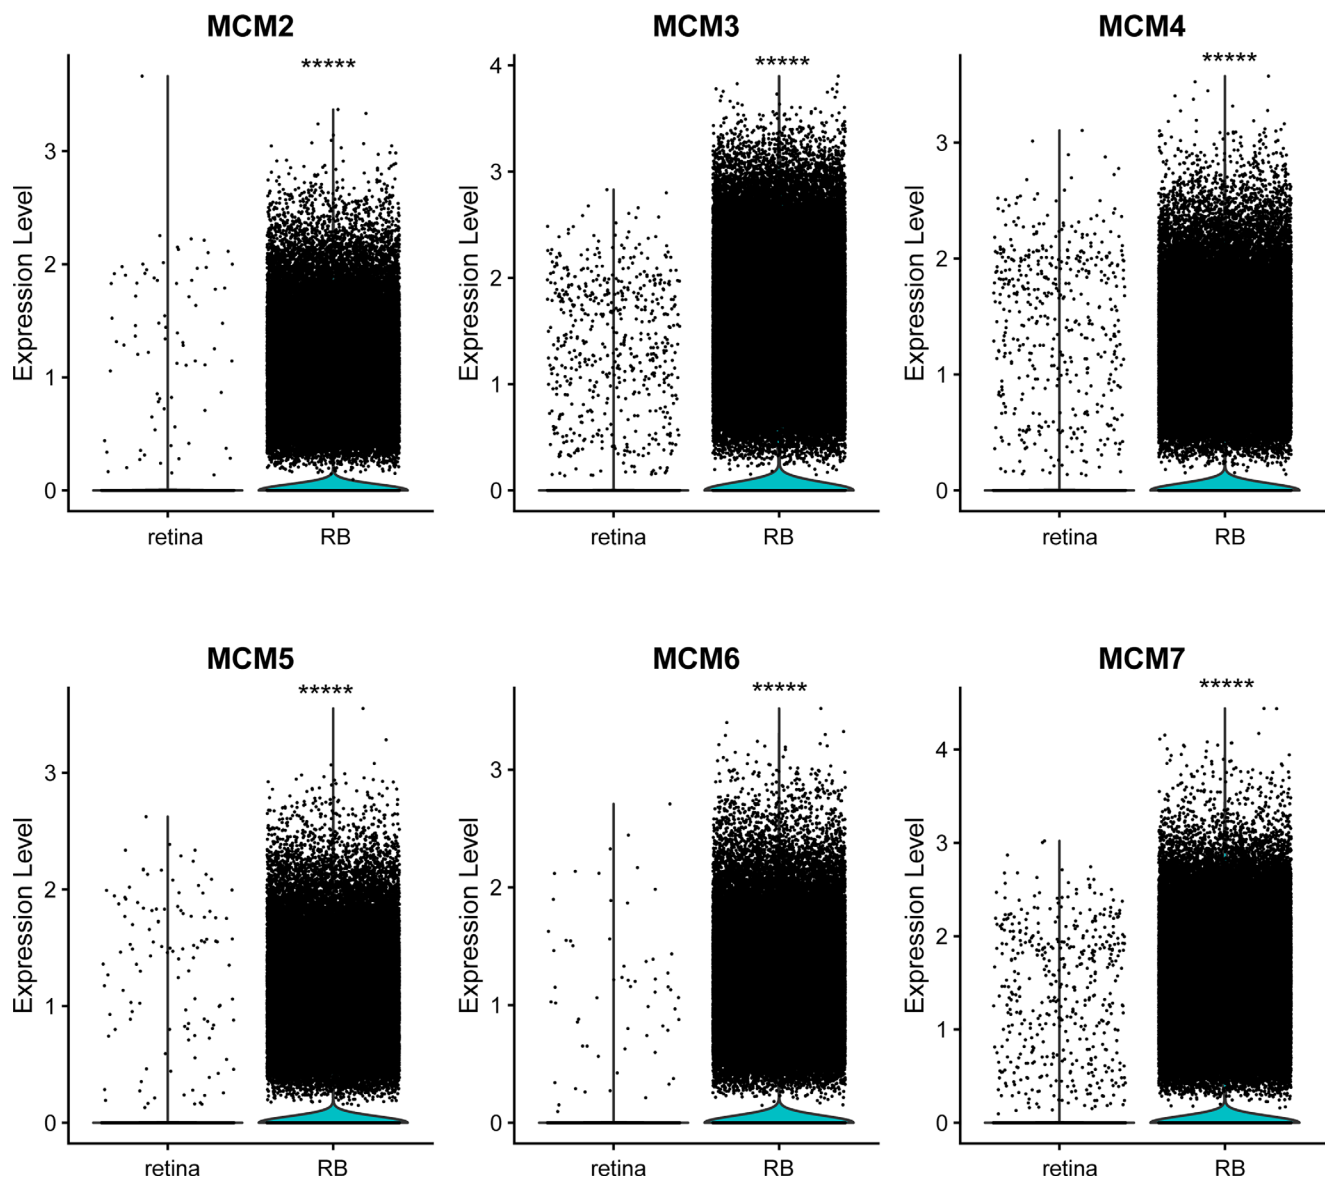 MCM2
*****
Expression Level
3
2
1
0
retina
RB
MCM3
*****
Expression Level
4
3
2
1
0
retina
RB
MCM4
*****
Expression Level
3
2
1
0
retina
RB
MCM5
*****
Expression Level
3
2
1
0
retina
RB
MCM6
*****
Expression Level
3
2
1
0
retina
RB
MCM7
*****
Expression Level
4
3
2
1
0
retina
RB